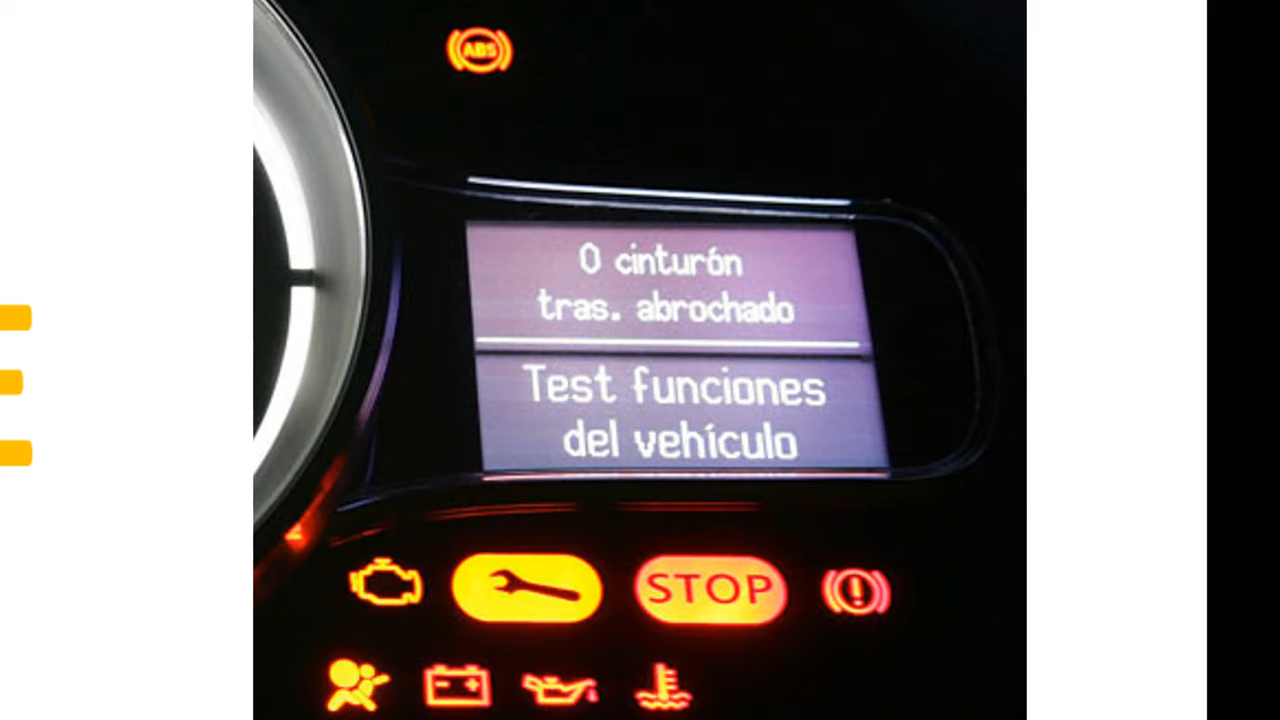 ABS
0 cinturón
tras. abrochado
Test funciones
del vehículo
STOP